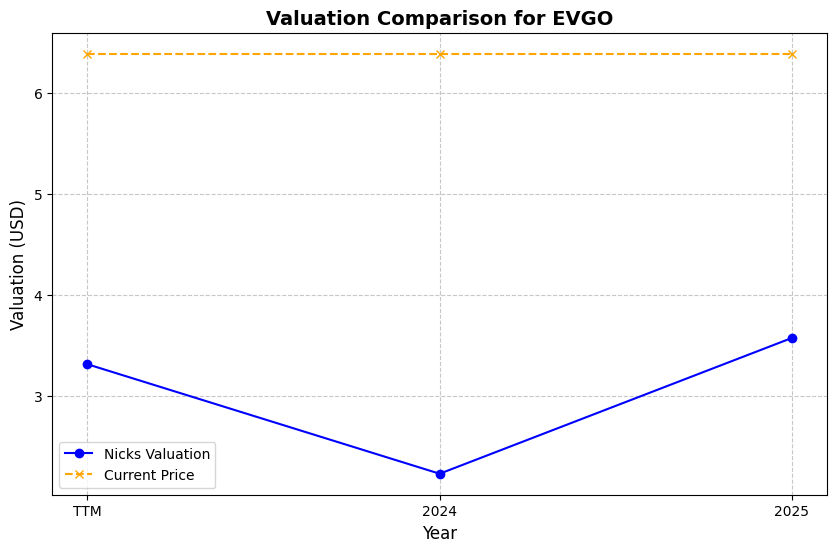 Valuation Comparison for EVGO
Valuation (USD)
6
5
4
3
Nicks Valuation
Current Price
TTM
2024
2025
Year